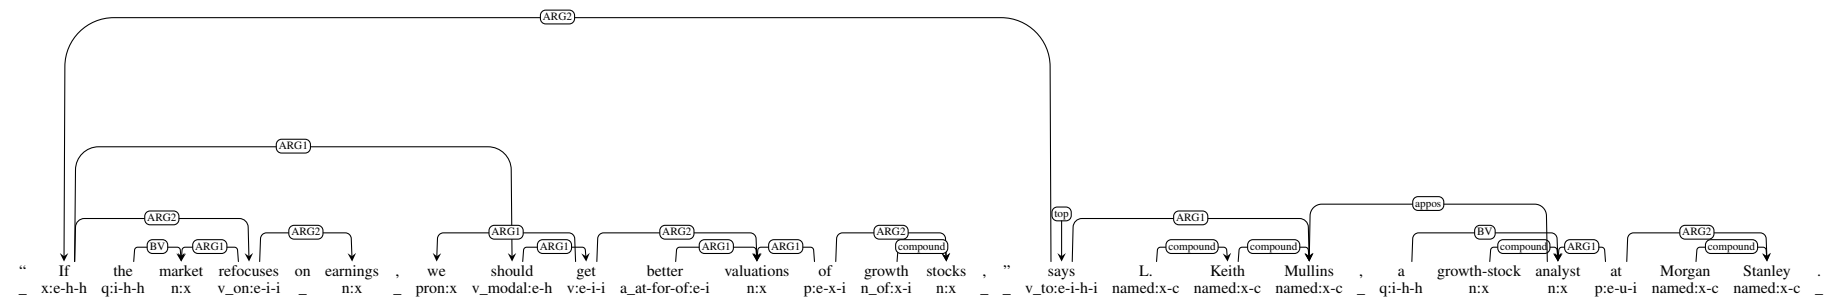 ARG2
ARG1
ARG2 BV ARG1 ARG2 ARG1 ARG1 ARG2 ARG1 ARG1 ARG2 compound top ARG1 compound compound appos BV compound ARG1 ARG2 compound
“ If the market refocuses on earnings , we should get better valuations of growth stocks , ” says L. Keith Mullins , a growth-stock analyst at Morgan Stanley .
_ x:e-h-h q:i-h-h n:x v_on:e-i-i _ n:x _ pron:x v_modal:e-h v:e-i-i a_at-for-of:e-i n:x p:e-x-i n_of:x-i n:x _ _ v_to:e-i-h-i named:x-c named:x-c named:x-c _ q:i-h-h n:x n:x p:e-u-i named:x-c named:x-c _